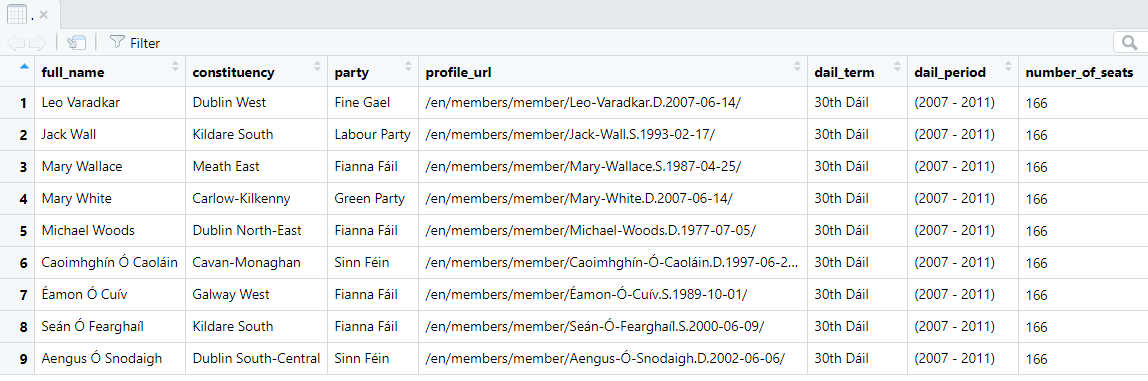 .
Filter
full_name constituency party profile_url dail_term dail_period number_of_seats
1 Leo Varadkar Dublin West Fine Gael /en/members/member/Leo-Varadkar.D.2007-06-14/ 30th Dáil (2007 - 2011) 166
2 Jack Wall Kildare South Labour Party /en/members/member/Jack-Wall.S.1993-02-17/ 30th Dáil (2007 - 2011) 166
3 Mary Wallace Meath East Fianna Fáil /en/members/member/Mary-Wallace.S.1987-04-25/ 30th Dáil (2007 - 2011) 166
4 Mary White Carlow-Kilkenny Green Party /en/members/member/Mary-White.D.2007-06-14/ 30th Dáil (2007 - 2011) 166
5 Michael Woods Dublin North-East Fianna Fáil /en/members/member/Michael-Woods.D.1977-07-05/ 30th Dáil (2007 - 2011) 166
6 Caoimhghín Ó Caoláin Cavan-Monaghan Sinn Féin /en/members/member/Caoimhghín-Ó-Caoláin.D.1997-06-2... 30th Dáil (2007 - 2011) 166
7 Éamon Ó Cuív Galway West Fianna Fáil /en/members/member/Éamon-Ó-Cuív.S.1989-10-01/ 30th Dáil (2007 - 2011) 166
8 Seán Ó Fearghaíl Kildare South Fianna Fáil /en/members/member/Seán-Ó-Fearghaíl.S.2000-06-09/ 30th Dáil (2007 - 2011) 166
9 Aengus Ó Snodaigh Dublin South-Central Sinn Féin /en/members/member/Aengus-Ó-Snodaigh.D.2002-06-06/ 30th Dáil (2007 - 2011) 166